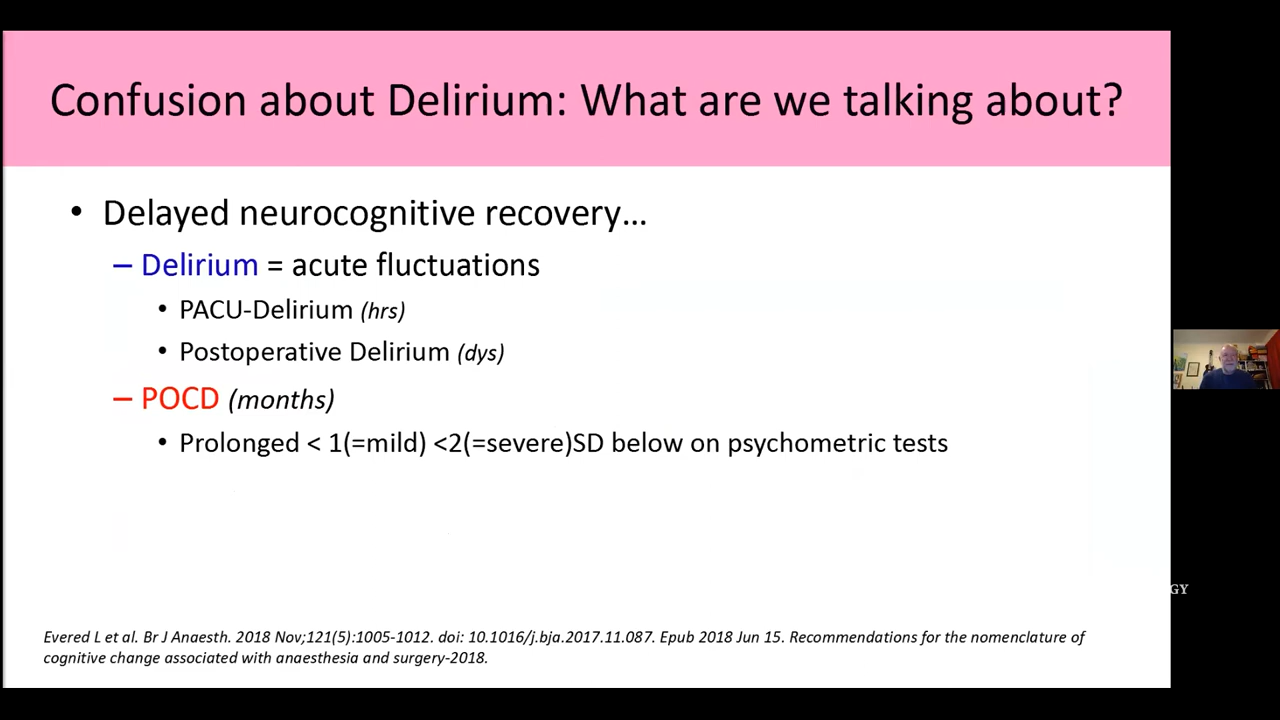 Confusion about Delirium: What are we talking about?
• Delayed neurocognitive recovery...
– Delirium = acute fluctuations
• PACU-Delirium (hrs)
• Postoperative Delirium (dys)
– POCD (months)
• Prolonged < 1(=mild) <2(=severe)SD below on psychometric tests
GY
Evered L et al. Br J Anaesth. 2018 Nov;121(5):1005-1012. doi: 10.1016/j.bja.2017.11.087. Epub 2018 Jun 15. Recommendations for the nomenclature of
cognitive change associated with anaesthesia and surgery-2018.